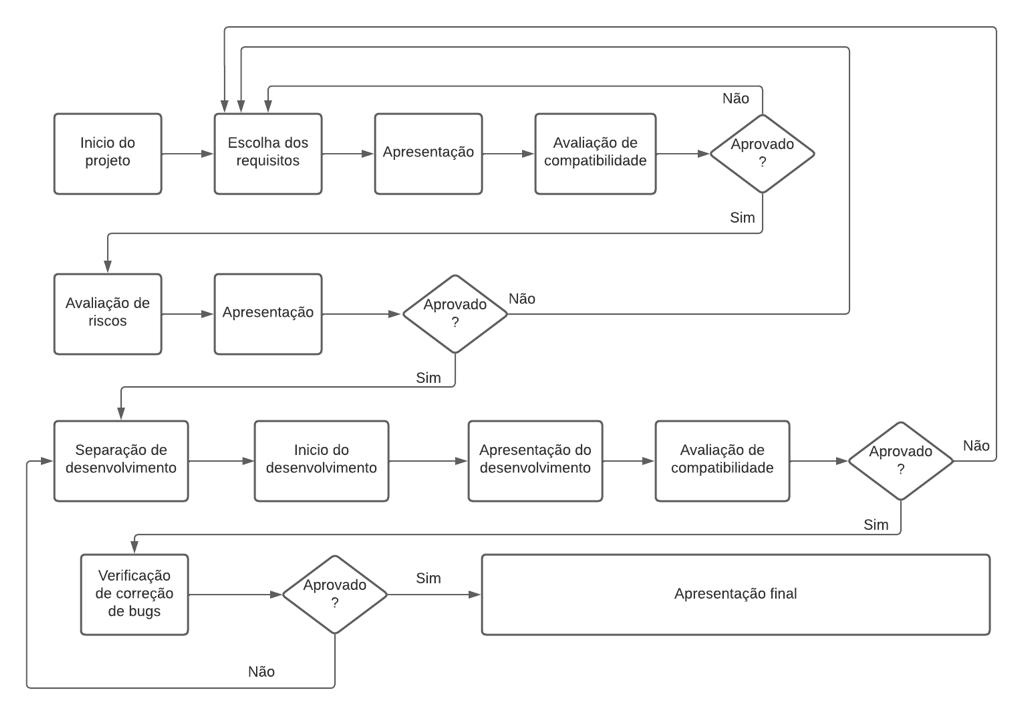 Não
Inicio do
projeto
Escolha dos
requisitos
Apresentação
Avaliação de
compatibilidade
Aprovado
?
Sim
Avaliação de
riscos
Apresentação
Aprovado
?
Não
Sim
Separação de
desenvolvimento
Inicio do
desenvolvimento
Apresentação do
desenvolvimento
Avaliação de
compatibilidade
Aprovado
?
Não
Sim
Verificação
de correção
de bugs
Aprovado
?
Sim
Apresentação final
Não